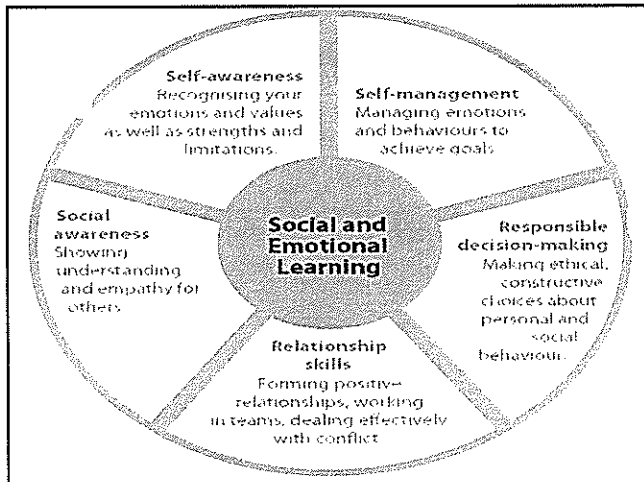 Self-awareness
Recognising your
emotions and values
as well as strengths and
limitations.
Self-management
Managing emotions
and behaviours to
achieve goals
Social
awareness
Showing
understanding
and empathy for
others
Social and
Emotional
Learning
Responsible
decision-making
Making ethical,
constructive
choices about
personal and
social
behaviour.
Relationship
skills
Forming positive
relationships, working
in teams, dealing effectively
with conflict